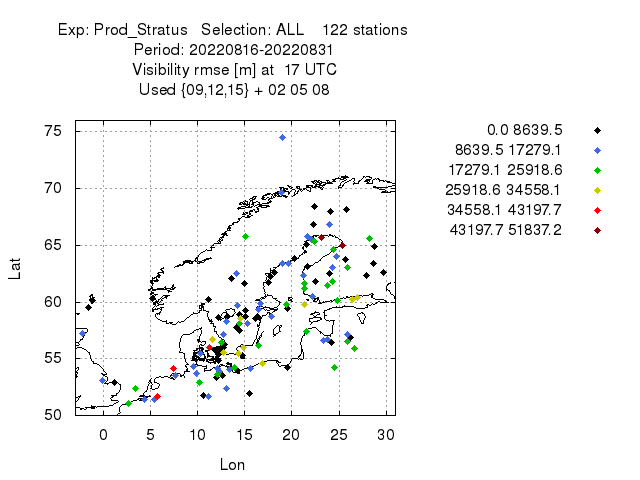 Exp: Prod_Stratus Selection: ALL 122 stations
Period: 20220816-20220831
Visibility rmse [m] at 17 UTC
Used {09,12,15} + 02 05 08
75
70
65
60
55
50
0 5 10 15 20 25 30
Lat
Lon
0.0 8639.5
8639.5 17279.1
17279.1 25918.6
25918.6 34558.1
34558.1 43197.7
43197.7 51837.2